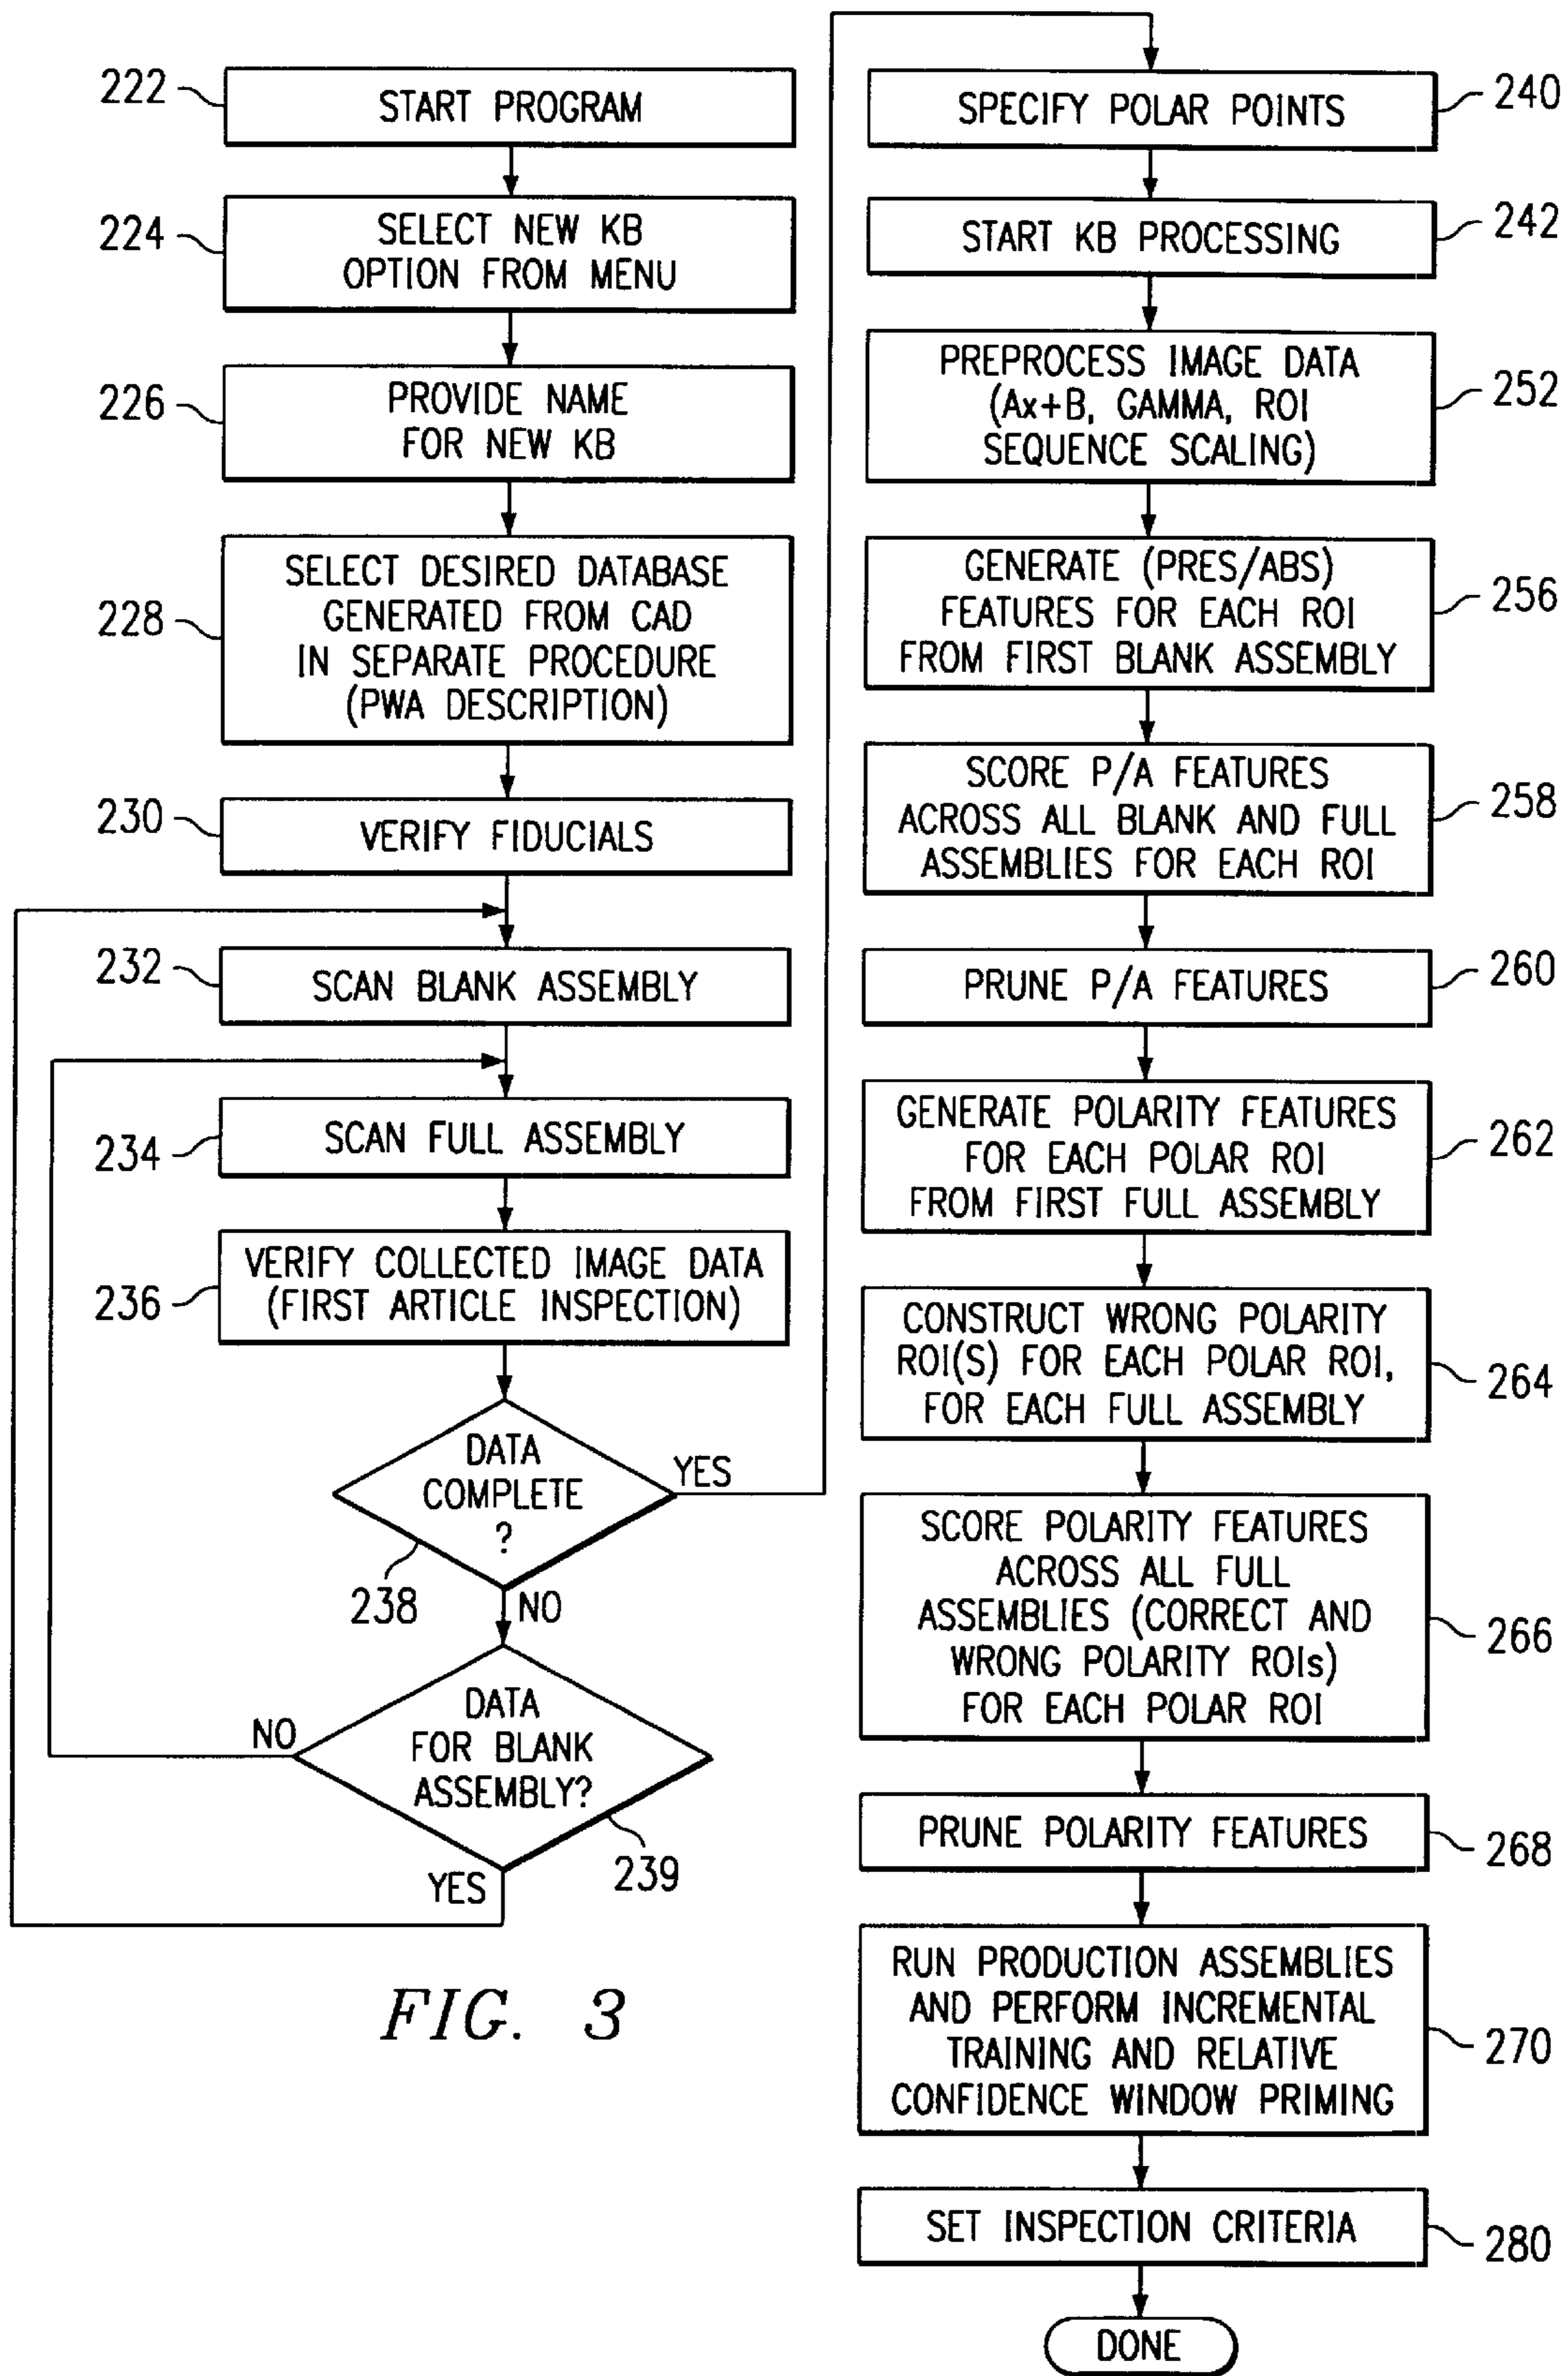 222
START PROGRAM
224
SELECT NEW KB
OPTION FROM MENU
226
PROVIDE NAME
FOR NEW KB
228
SELECT DESIRED DATABASE
GENERATED FROM CAD
IN SEPARATE PROCEDURE
(PWA DESCRIPTION)
230
VERIFY FIDUCIALS
232
SCAN BLANK ASSEMBLY
234
SCAN FULL ASSEMBLY
236
VERIFY COLLECTED IMAGE DATA
(FIRST ARTICLE INSPECTION)
DATA
COMPLETE
?
YES
238
NO
DATA
FOR BLANK
ASSEMBLY?
NO
239
YES
FIG. 3
SPECIFY POLAR POINTS
240
START KB PROCESSING
242
PREPROCESS IMAGE DATA
(Ax+B, GAMMA, ROI
SEQUENCE SCALING)
252
GENERATE (PRES/ABS)
FEATURES FOR EACH ROI
FROM FIRST BLANK ASSEMBLY
256
SCORE P/A FEATURES
ACROSS ALL BLANK AND FULL
ASSEMBLIES FOR EACH ROI
258
PRUNE P/A FEATURES
260
GENERATE POLARITY FEATURES
FOR EACH POLAR ROI
FROM FIRST FULL ASSEMBLY
262
CONSTRUCT WRONG POLARITY
ROI(S) FOR EACH POLAR ROI,
FOR EACH FULL ASSEMBLY
264
SCORE POLARITY FEATURES
ACROSS ALL FULL
ASSEMBLIES (CORRECT AND
WRONG POLARITY ROIs)
FOR EACH POLAR ROI
266
PRUNE POLARITY FEATURES
268
RUN PRODUCTION ASSEMBLIES
AND PERFORM INCREMENTAL
TRAINING AND RELATIVE
CONFIDENCE WINDOW PRIMING
270
SET INSPECTION CRITERIA
280
DONE